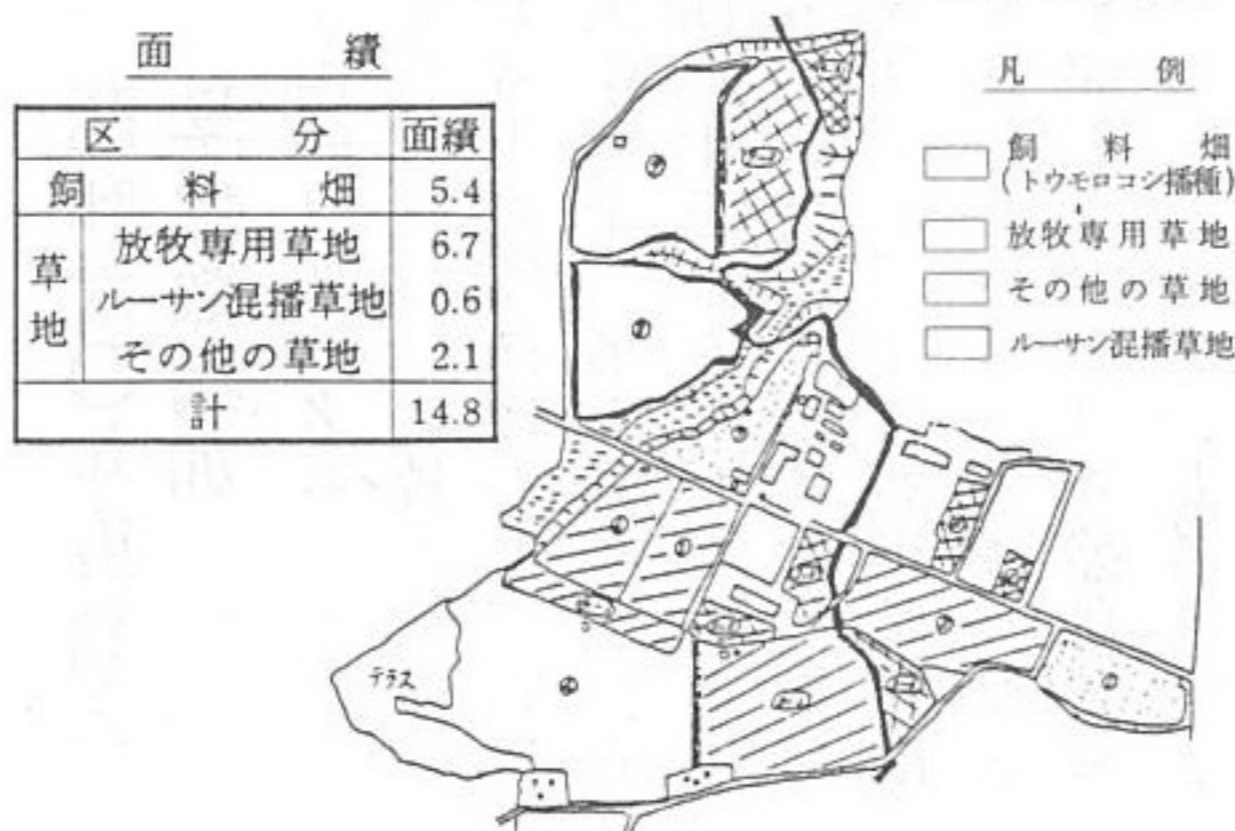 面績
区分 面績
飼料畑 5.4
草地
放牧専用草地 6.7
ルーサン混播草地 0.6
その他の草地 2.1
計 14.8
凡例
飼料畑
(トウモロコシ播種)
放牧専用草地
その他の草地
ルーサン混播草地
テラス